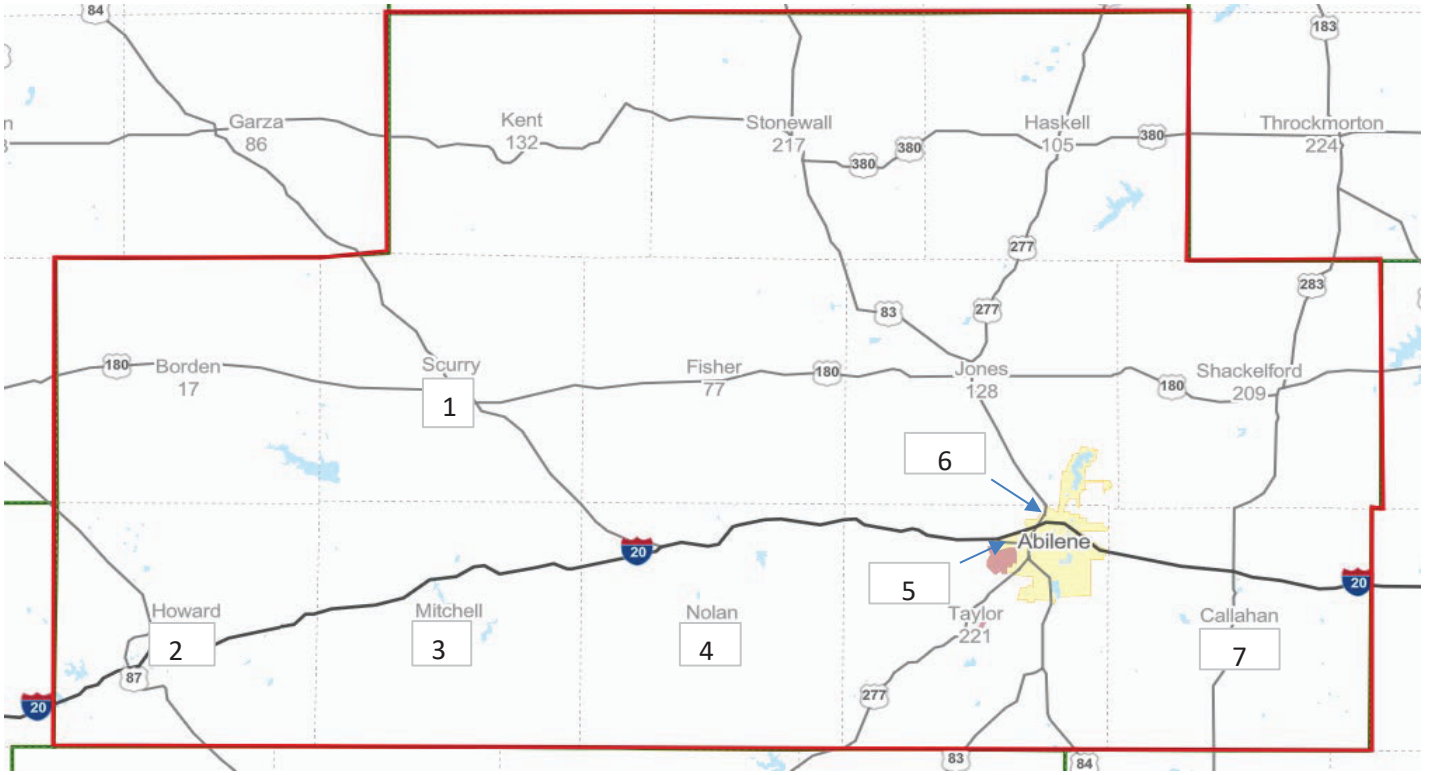 84
183
n
Garza
86
Kent
132
Stonewall
217
Haskell
105
380
380
380
Throckmorton
224
277
283
277
83
180
Borden
17
Scurry
1
Fisher
77
180
Jones
128
180
Shackelford
209
6
20
Abilene
5
20
Howard
2
Mitchell
3
Nolan
4
Taylor
221
Callahan
7
87
20
277
83
84